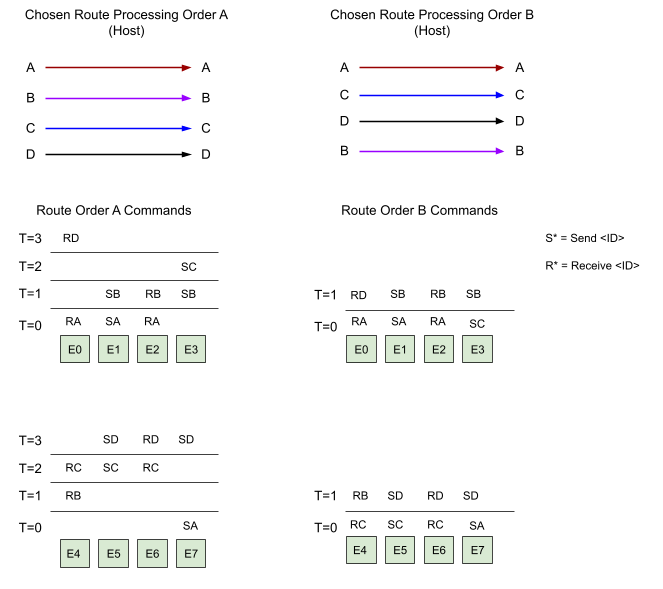 Chosen Route Processing Order A
(Host)
A A
B B
C C
D D
Chosen Route Processing Order B
(Host)
A A
C C
D D
B B
Route Order A Commands
T=3 RD
T=2 SC
T=1 SB RB SB
T=0 RA SA RA
E0 E1 E2 E3
Route Order B Commands
T=1 RD SB RB SB
T=0 RA SA RA SC
E0 E1 E2 E3
S* = Send <ID>
R* = Receive <ID>
T=3 SD RD SD
T=2 RC SC RC
T=1 RB
T=0 SA
E4 E5 E6 E7
T=1 RB SD RD SD
T=0 RC SC RC SA
E4 E5 E6 E7